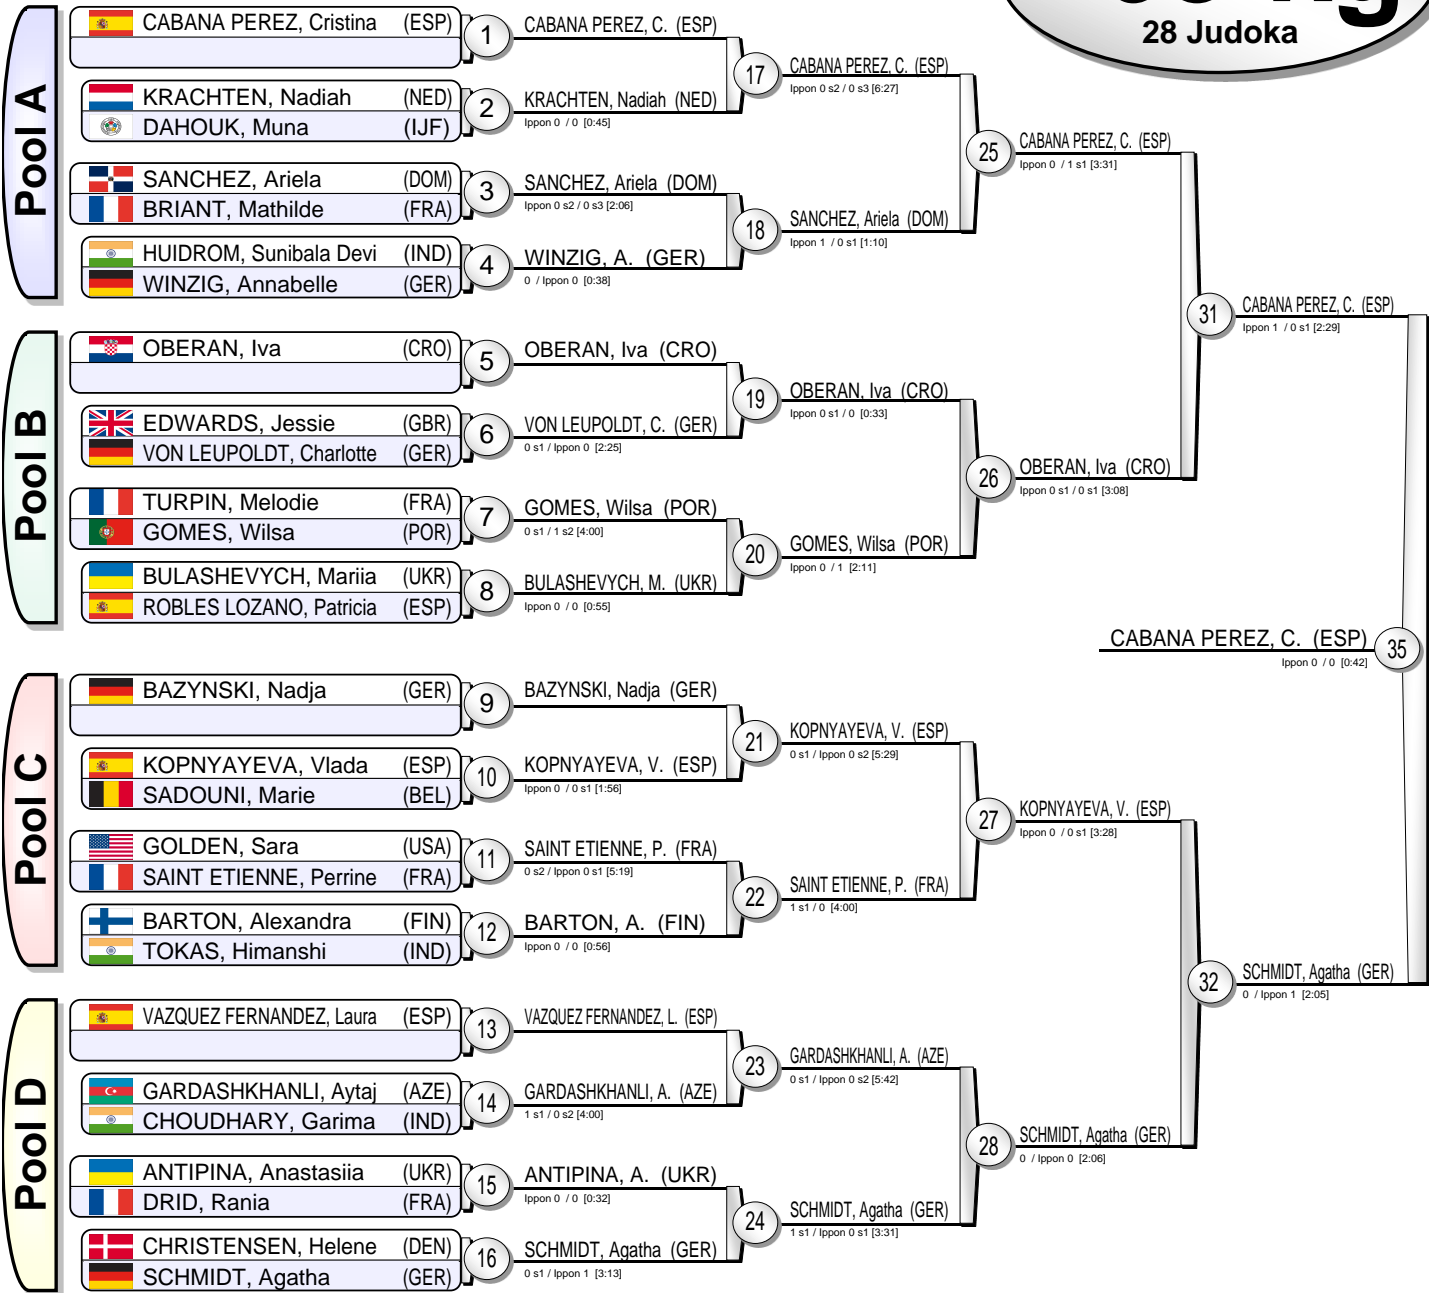 28 Judoka
Pool A
CABANA PEREZ, Cristina (ESP)
KRACHTEN, Nadiah (NED)
DAHOUK, Muna (IJF)
SANCHEZ, Ariela (DOM)
BRIANT, Mathilde (FRA)
HUIDROM, Sunibala Devi (IND)
WINZIG, Annabelle (GER)
Pool B
OBERAN, Iva (CRO)
EDWARDS, Jessie (GBR)
VON LEUPOLDT, Charlotte (GER)
TURPIN, Melodie (FRA)
GOMES, Wilsa (POR)
BULASHEVYCH, Mariia (UKR)
ROBLES LOZANO, Patricia (ESP)
Pool C
BAZYNSKI, Nadja (GER)
KOPNYAYEVA, Vlada (ESP)
SADOUNI, Marie (BEL)
GOLDEN, Sara (USA)
SAINT ETIENNE, Perrine (FRA)
BARTON, Alexandra (FIN)
TOKAS, Himanshi (IND)
Pool D
VAZQUEZ FERNANDEZ, Laura (ESP)
GARDASHKHANLI, Aytaj (AZE)
CHOUDHARY, Garima (IND)
ANTIPINA, Anastasiia (UKR)
DRID, Rania (FRA)
CHRISTENSEN, Helene (DEN)
SCHMIDT, Agatha (GER)
1 CABANA PEREZ, C. (ESP)
2 KRACHTEN, Nadiah (NED)
Ippon 0 / 0 [0:45]
3 SANCHEZ, Ariela (DOM)
Ippon 0 s2 / 0 s3 [2:06]
4 WINZIG, A. (GER)
0 / Ippon 0 [0:38]
5 OBERAN, Iva (CRO)
6 VON LEUPOLDT, C. (GER)
0 s1 / Ippon 0 [2:25]
7 GOMES, Wilsa (POR)
0 s1 / 1 s2 [4:00]
8 BULASHEVYCH, M. (UKR)
Ippon 0 / 0 [0:55]
9 BAZYNSKI, Nadja (GER)
10 KOPNYAYEVA, V. (ESP)
Ippon 0 / 0 s1 [1:56]
11 SAINT ETIENNE, P. (FRA)
0 s2 / Ippon 0 s1 [5:19]
12 BARTON, A. (FIN)
Ippon 0 / 0 [0:56]
13 VAZQUEZ FERNANDEZ, L. (ESP)
14 GARDASHKHANLI, A. (AZE)
1 s1 / 0 s2 [4:00]
15 ANTIPINA, A. (UKR)
Ippon 0 / 0 [0:32]
16 SCHMIDT, Agatha (GER)
0 s1 / Ippon 1 [3:13]
17 CABANA PEREZ, C. (ESP)
Ippon 0 s2 / 0 s3 [6:27]
18 SANCHEZ, Ariela (DOM)
Ippon 1 / 0 s1 [1:10]
19 OBERAN, Iva (CRO)
Ippon 0 s1 / 0 [0:33]
20 GOMES, Wilsa (POR)
Ippon 0 / 1 [2:11]
21 KOPNYAYEVA, V. (ESP)
0 s1 / Ippon 0 s2 [5:29]
22 SAINT ETIENNE, P. (FRA)
1 s1 / 0 [4:00]
23 GARDASHKHANLI, A. (AZE)
0 s1 / Ippon 0 s2 [5:42]
24 SCHMIDT, Agatha (GER)
1 s1 / Ippon 0 s1 [3:31]
25 CABANA PEREZ, C. (ESP)
Ippon 0 / 1 s1 [3:31]
26 OBERAN, Iva (CRO)
Ippon 0 s1 / 0 s1 [3:08]
27 KOPNYAYEVA, V. (ESP)
Ippon 0 / 0 s1 [3:28]
28 SCHMIDT, Agatha (GER)
0 / Ippon 0 [2:06]
31 CABANA PEREZ, C. (ESP)
Ippon 1 / 0 s1 [2:29]
32 SCHMIDT, Agatha (GER)
0 / Ippon 1 [2:05]
CABANA PEREZ, C. (ESP) 35
Ippon 0 / 0 [0:42]